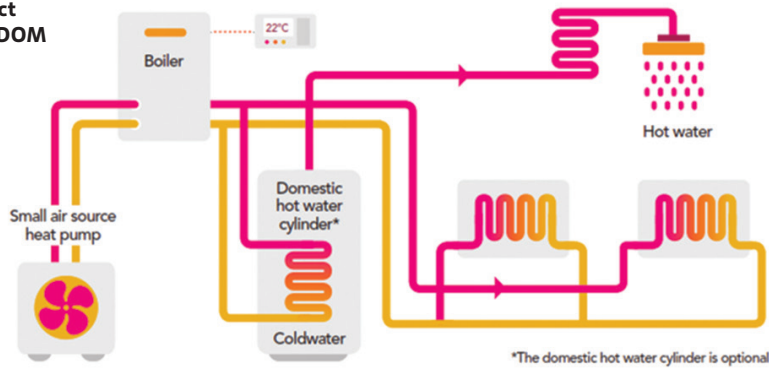 ct
DOM
22°C
Boiler
Hot water
Domestic
hot water
cylinder*
Small air source
heat pump
Coldwater
*The domestic hot water cylinder is optional